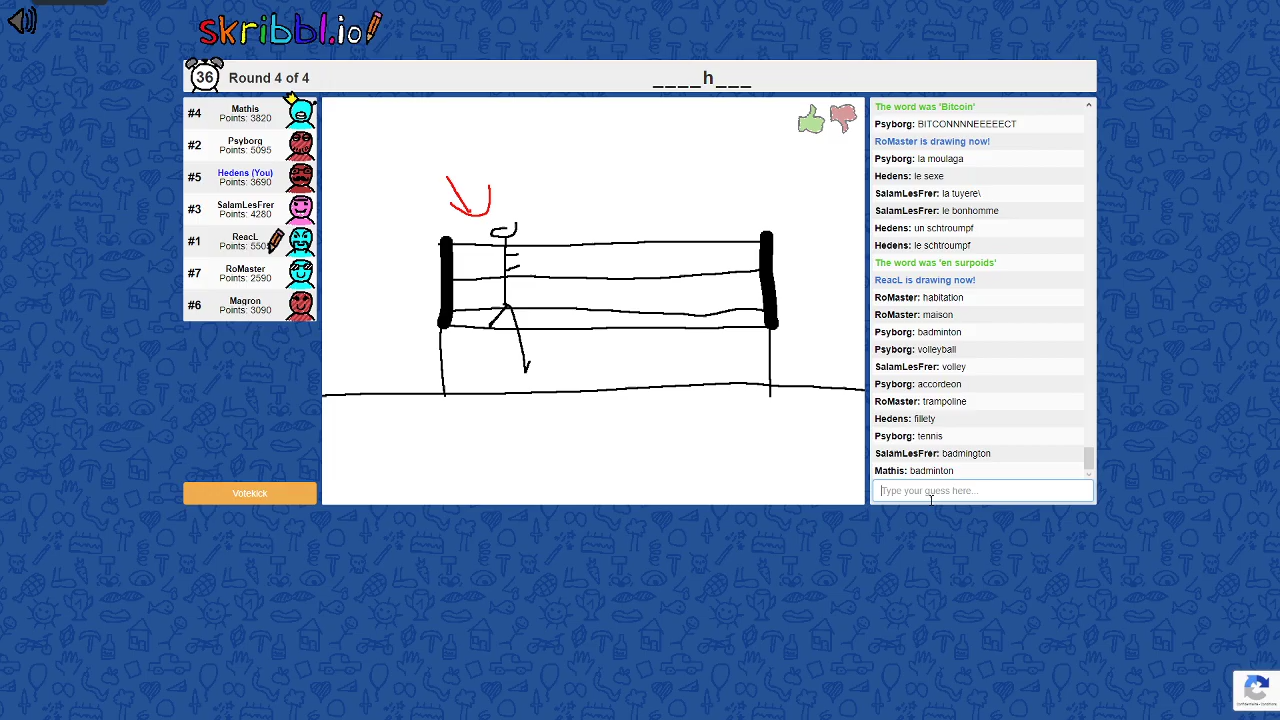 skribbl.io
36 Round 4 of 4
____h___
#4 Mathis
Points: 3820
#2 Psyborg
Points: 5095
#5 Hedens (You)
Points: 3690
#3 SalamLesFrer
Points: 4280
#1 ReacL
#7 RoMaster
Points: 2590
#6 Magron
Points: 3090
Votekick
The word was 'Bitcoin'
Psyborg: BITCONNNNEEEEECT
RoMaster is drawing now!
Psyborg: la moulaga
Hedens: le sexe
SalamLesFrer: la tuyere\
SalamLesFrer: le bonhomme
Hedens: un schtroumpf
Hedens: le schtroumpf
The word was 'en surpoids'
ReacL is drawing now!
RoMaster: habitation
RoMaster: maison
Psyborg: badminton
Psyborg: volleyball
SalamLesFrer: volley
Psyborg: accordeon
RoMaster: trampoline
Hedens: fillety
Psyborg: tennis
SalamLesFrer: badmington
Mathis: badminton
Type your guess here...